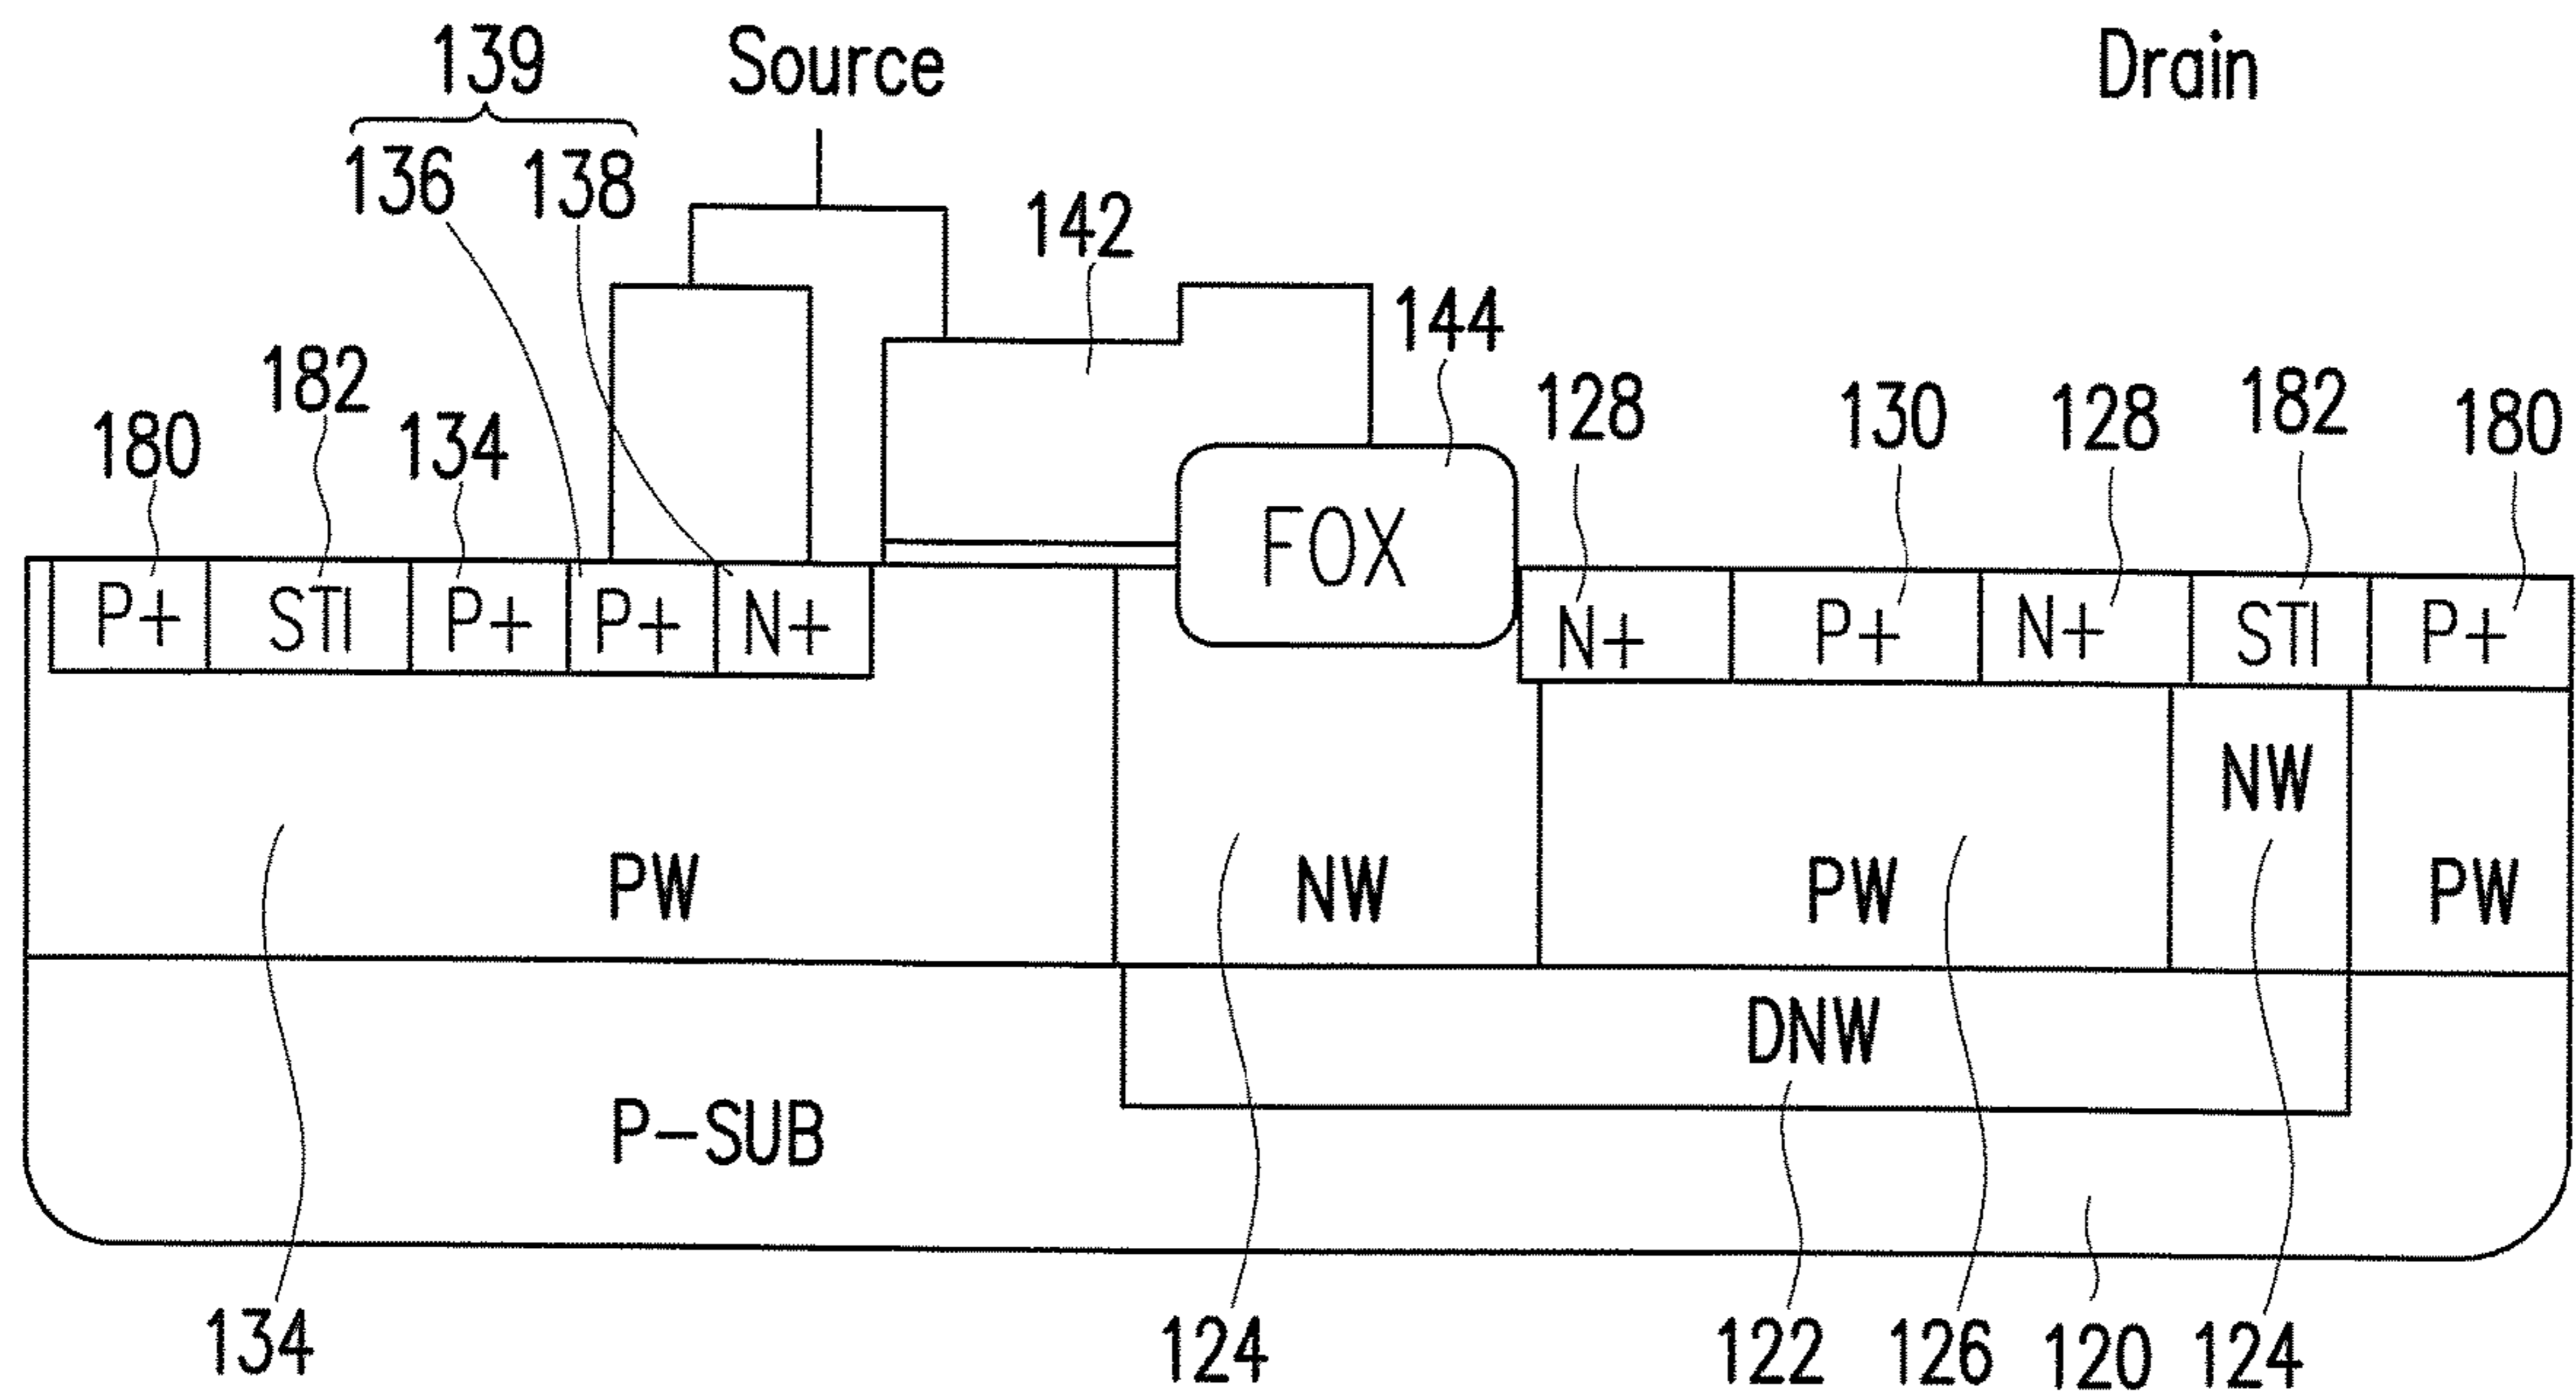 139 Source Drain
136 138
142
144
182 128 130 128 182
180 134 180
FOX
P+ STI P+ P+ N+ N+ P+ N+ STI P+
NW
PW NW PW PW
DNW
P-SUB
134 124 122 126 120 124